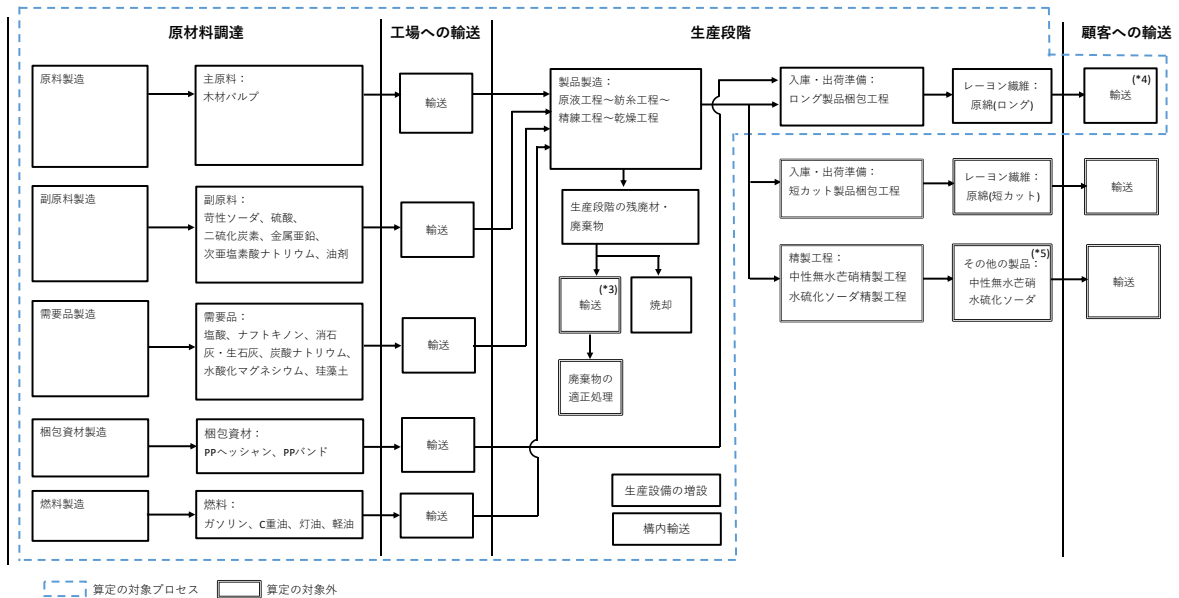 原材料調達
工場への輸送
生産段階
顧客への輸送
原料製造
主原料：
木材パルプ
輸送
製品製造：
原液工程～紡糸工程～
精練工程～乾燥工程
入庫・出荷準備：
ロング製品梱包工程
レーヨン繊維：
原綿(ロング)
(*4)
輸送
副原料製造
副原料：
苛性ソーダ、硫酸、
二硫化炭素、金属亜鉛、
次亜塩素酸ナトリウム、油剤
輸送
生産段階の残廃材・
廃棄物
入庫・出荷準備：
短カット製品梱包工程
レーヨン繊維：
原綿(短カット)
輸送
(*3)
輸送
焼却
精製工程：
中性無水芒硝精製工程
水硫化ソーダ精製工程
(*5)
その他の製品：
中性無水芒硝
水硫化ソーダ
輸送
需要品製造
需要品：
塩酸、ナフトキノン、消石
灰・生石灰、炭酸ナトリウム、
水酸化マグネシウム、珪藻土
輸送
廃棄物の
適正処理
梱包資材製造
梱包資材：
PPヘッシャン、PPバンド
輸送
燃料製造
燃料：
ガソリン、C重油、灯油、軽油
輸送
生産設備の増設
構内輸送
算定の対象プロセス
算定の対象外